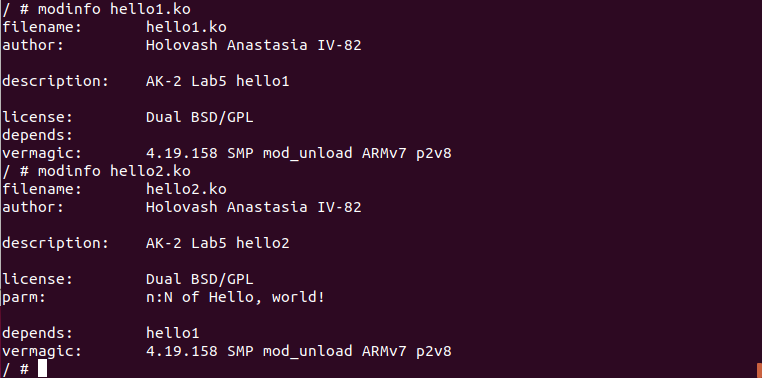 / # modinfo hello1.ko
filename:       hello1.ko
author:         Holovash Anastasia IV-82
description:    AK-2 Lab5 hello1
license:        Dual BSD/GPL
depends:
vermagic:       4.19.158 SMP mod_unload ARMv7 p2v8
/ # modinfo hello2.ko
filename:       hello2.ko
author:         Holovash Anastasia IV-82
description:    AK-2 Lab5 hello2
license:        Dual BSD/GPL
parm:           n:N of Hello, world!
depends:        hello1
vermagic:       4.19.158 SMP mod_unload ARMv7 p2v8
/ #